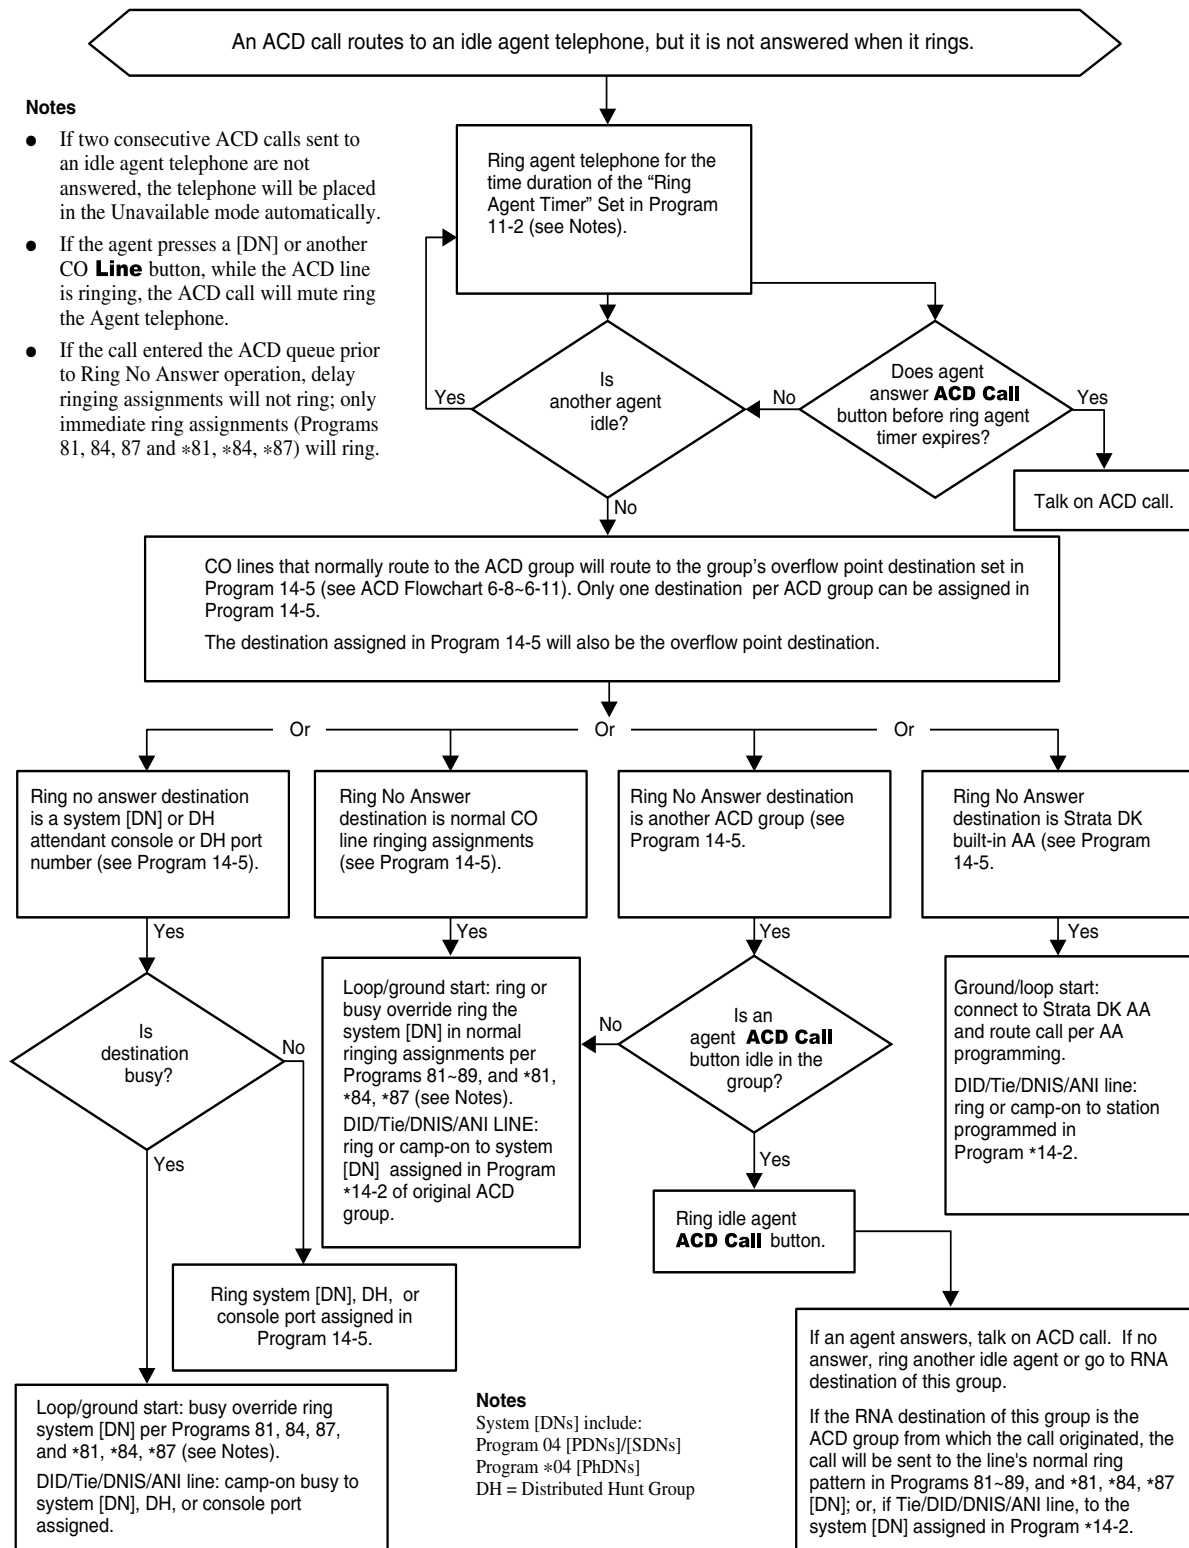 An ACD call routes to an idle agent telephone, but it is not answered when it rings.
Notes
● If two consecutive ACD calls sent to
an idle agent telephone are not
answered, the telephone will be placed
in the Unavailable mode automatically.
● If the agent presses a [DN] or another
CO Line button, while the ACD line
is ringing, the ACD call will mute ring
the Agent telephone.
● If the call entered the ACD queue prior
to Ring No Answer operation, delay
ringing assignments will not ring; only
immediate ring assignments (Programs
81, 84, 87 and *81, *84, *87) will ring.
Ring agent telephone for the
time duration of the “Ring
Agent Timer” Set in Program
11-2 (see Notes).
Is
another agent
idle?
Yes
No
Does agent
answer ACD Call
button before ring agent
timer expires?
No
Yes
Talk on ACD call.
CO lines that normally route to the ACD group will route to the group’s overflow point destination set in
Program 14-5 (see ACD Flowchart 6-8~6-11). Only one destination per ACD group can be assigned in
Program 14-5.
The destination assigned in Program 14-5 will also be the overflow point destination.
Or
Or
Or
Ring no answer destination
is a system [DN] or DH
attendant console or DH port
number (see Program 14-5).
Yes
Ring No Answer
destination is normal CO
line ringing assignments
(see Program 14-5).
Yes
Ring No Answer destination
is another ACD group (see
Program 14-5.
Yes
Ring No Answer
destination is Strata DK
built-in AA (see Program
14-5.
Yes
Is
destination
busy?
No
Yes
Loop/ground start: ring or
busy override ring the
system [DN] in normal
ringing assignments per
Programs 81~89, and *81,
*84, *87 (see Notes).
DID/Tie/DNIS/ANI LINE:
ring or camp-on to system
[DN] assigned in Program
*14-2 of original ACD
group.
No
Is an
agent ACD Call
button idle in the
group?
Yes
Ground/loop start:
connect to Strata DK AA
and route call per AA
programming.
DID/Tie/DNIS/ANI line:
ring or camp-on to station
programmed in
Program *14-2.
Ring idle agent
ACD Call button.
Ring system [DN], DH, or
console port assigned in
Program 14-5.
If an agent answers, talk on ACD call. If no
answer, ring another idle agent or go to RNA
destination of this group.
If the RNA destination of this group is the
ACD group from which the call originated, the
call will be sent to the line's normal ring
pattern in Programs 81~89, and *81, *84, *87
[DN]; or, if Tie/DID/DNIS/ANI line, to the
system [DN] assigned in Program *14-2.
Loop/ground start: busy override ring
system [DN] per Programs 81, 84, 87,
and *81, *84, *87 (see Notes).
DID/Tie/DNIS/ANI line: camp-on busy to
system [DN], DH, or console port
assigned.
Notes
System [DNs] include:
Program 04 [PDNs]/[SDNs]
Program *04 [PhDNs]
DH = Distributed Hunt Group